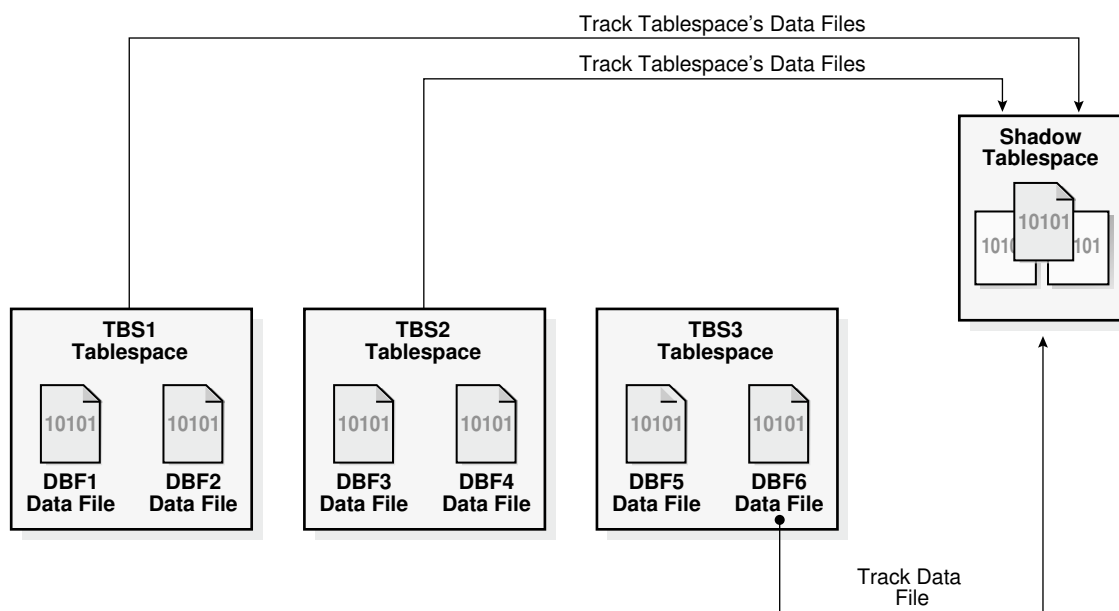 Track Tablespace's Data Files
Track Tablespace's Data Files
Shadow
Tablespace
10101
1010
101
TBS1
Tablespace
10101
10101
DBF1
Data File
DBF2
Data File
TBS2
Tablespace
10101
10101
DBF3
Data File
DBF4
Data File
TBS3
Tablespace
10101
10101
DBF5
Data File
DBF6
Data File
Track Data
File